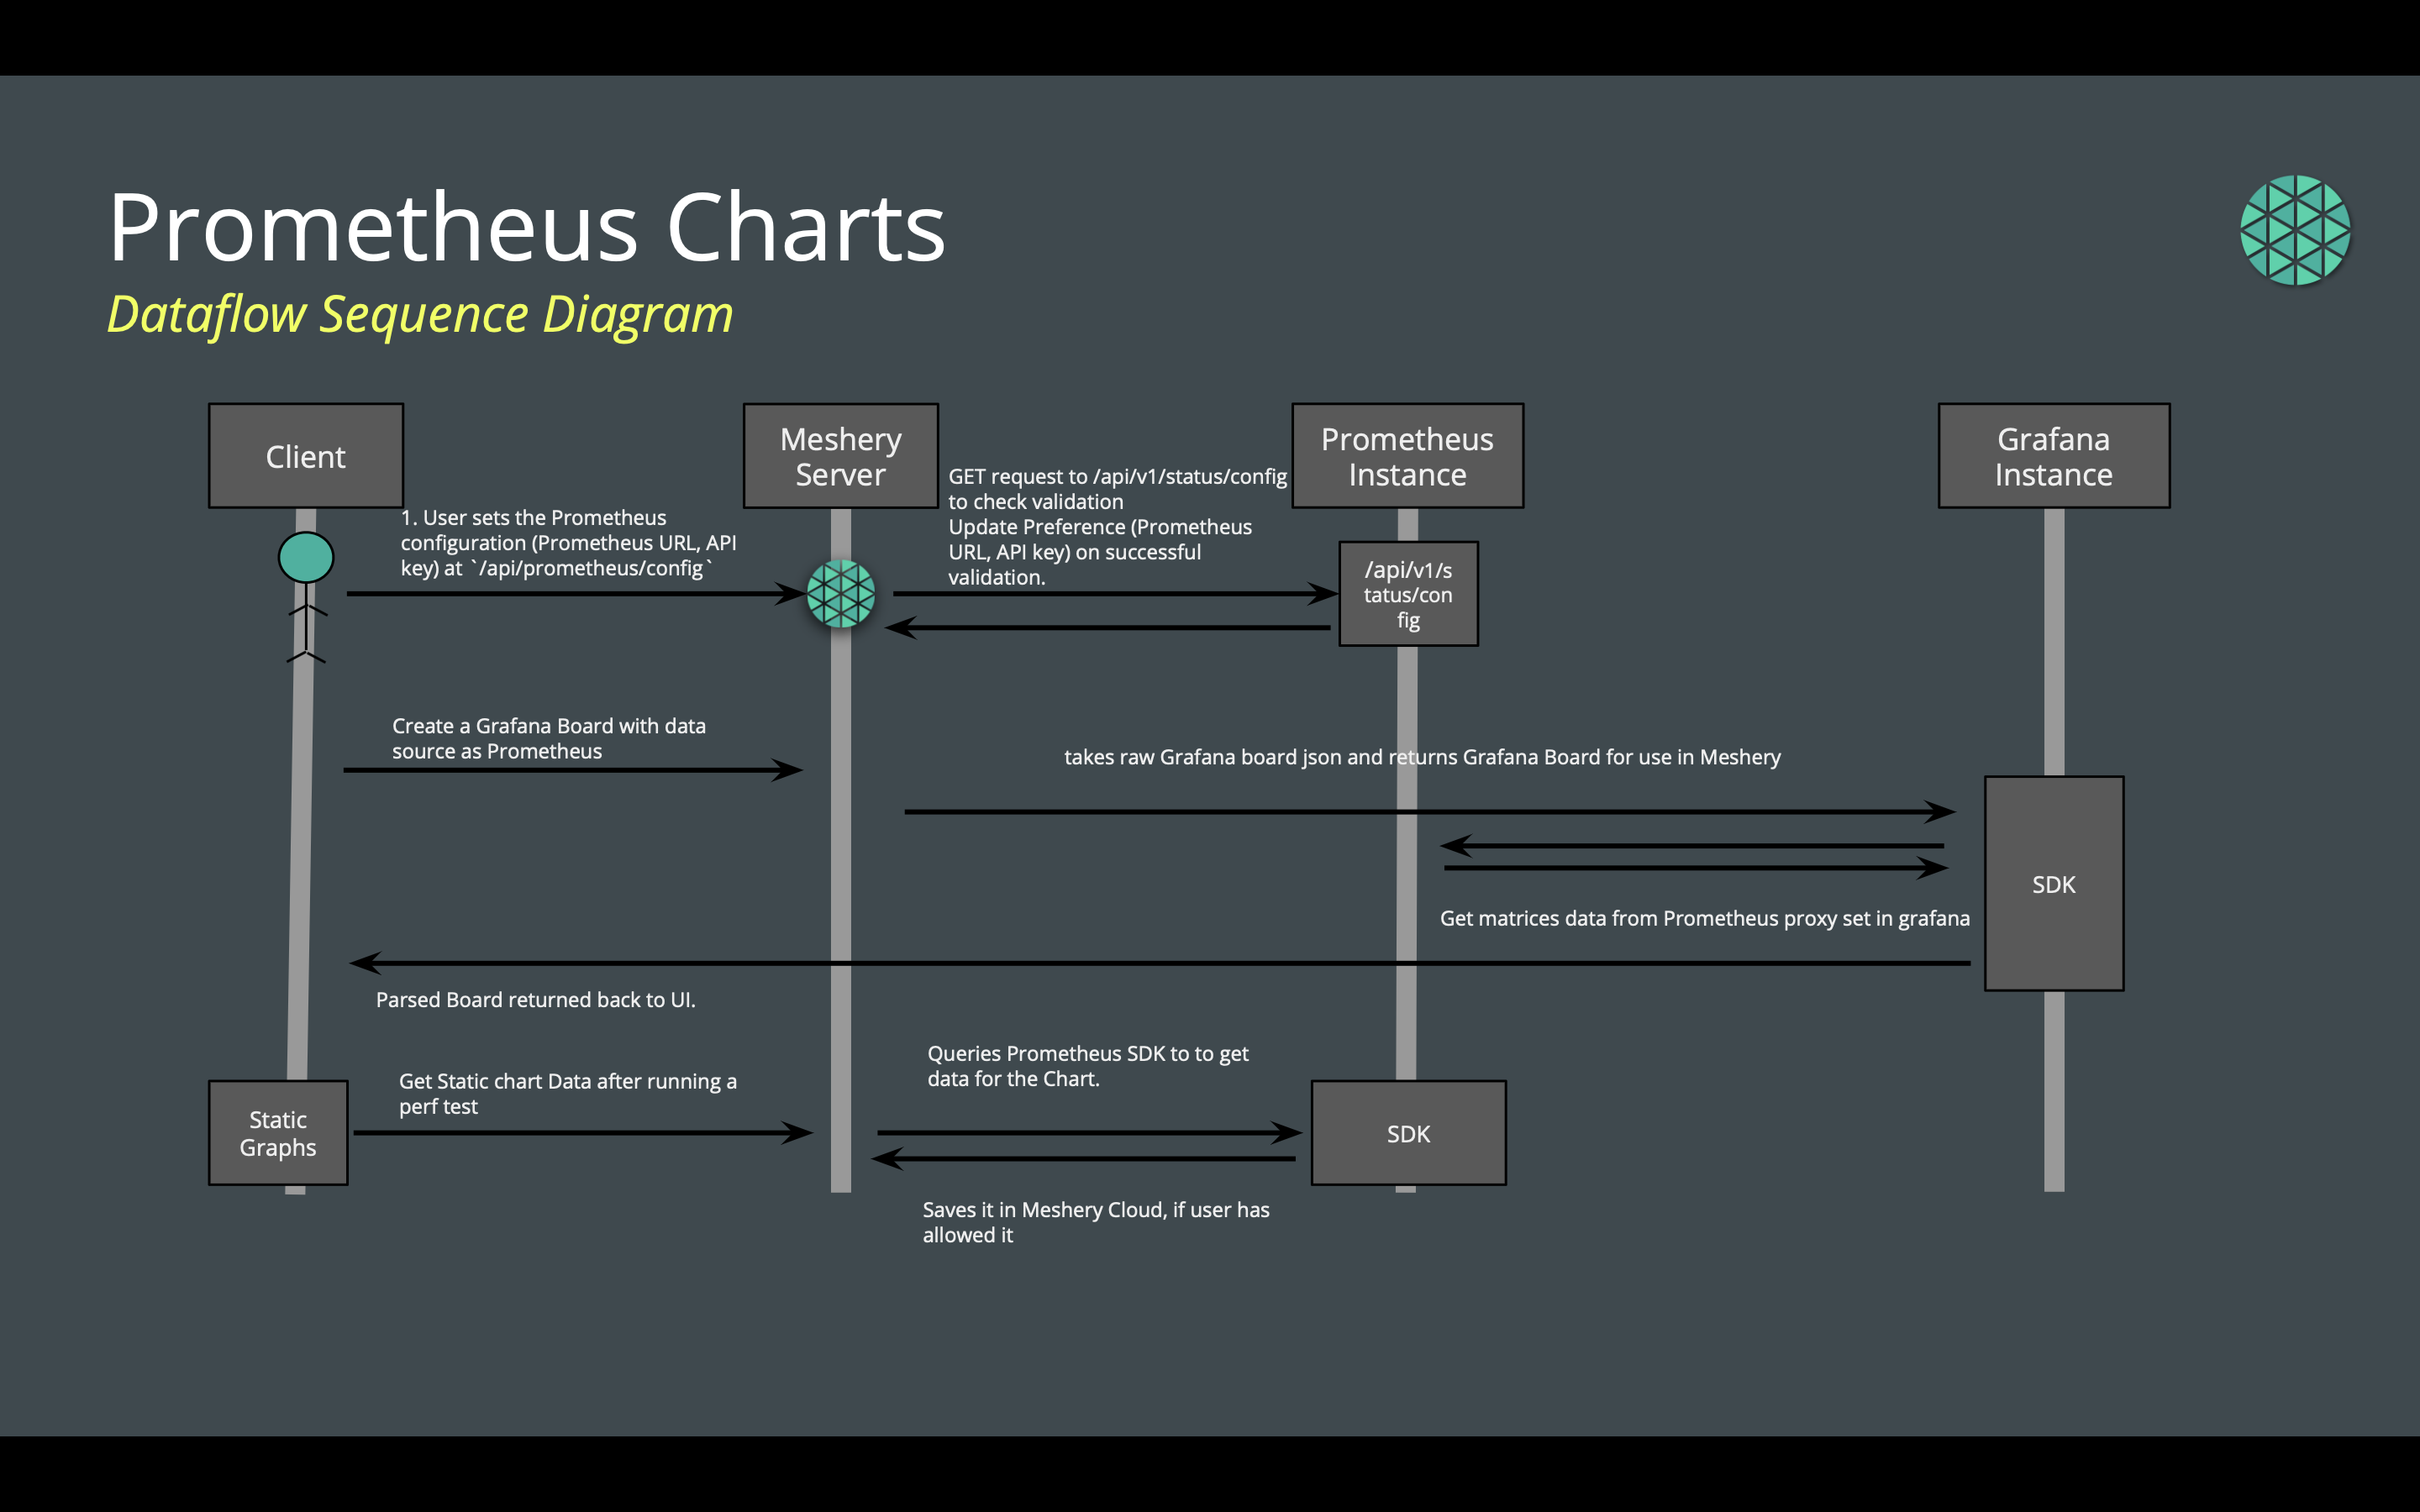 Prometheus Charts
Dataflow Sequence Diagram
Client
Meshery
Server
Prometheus
Instance
Grafana
Instance
1. User sets the Prometheus
configuration (Prometheus URL, API
key) at `/api/prometheus/config`
GET request to /api/v1/status/config
to check validation
Update Preference (Prometheus
URL, API key) on successful
validation.
/api/v1/s
tatus/con
fig
Create a Grafana Board with data
source as Prometheus
takes raw Grafana board json and returns Grafana Board for use in Meshery
SDK
Get matrices data from Prometheus proxy set in grafana
Parsed Board returned back to UI.
Static
Graphs
Get Static chart Data after running a
perf test
Queries Prometheus SDK to to get
data for the Chart.
SDK
Saves it in Meshery Cloud, if user has
allowed it